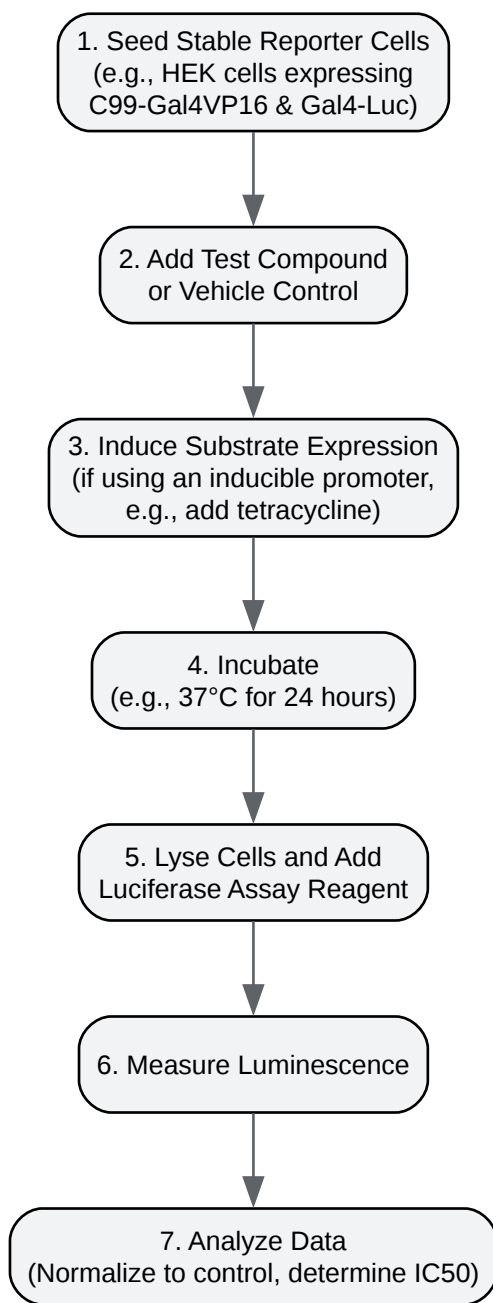 1. Seed Stable Reporter Cells
(e.g., HEK cells expressing
C99-Gal4VP16 & Gal4-Luc)
2. Add Test Compound
or Vehicle Control
3. Induce Substrate Expression
(if using an inducible promoter,
e.g., add tetracycline)
4. Incubate
(e.g., 37°C for 24 hours)
5. Lyse Cells and Add
Luciferase Assay Reagent
6. Measure Luminescence
7. Analyze Data
(Normalize to control, determine IC50)